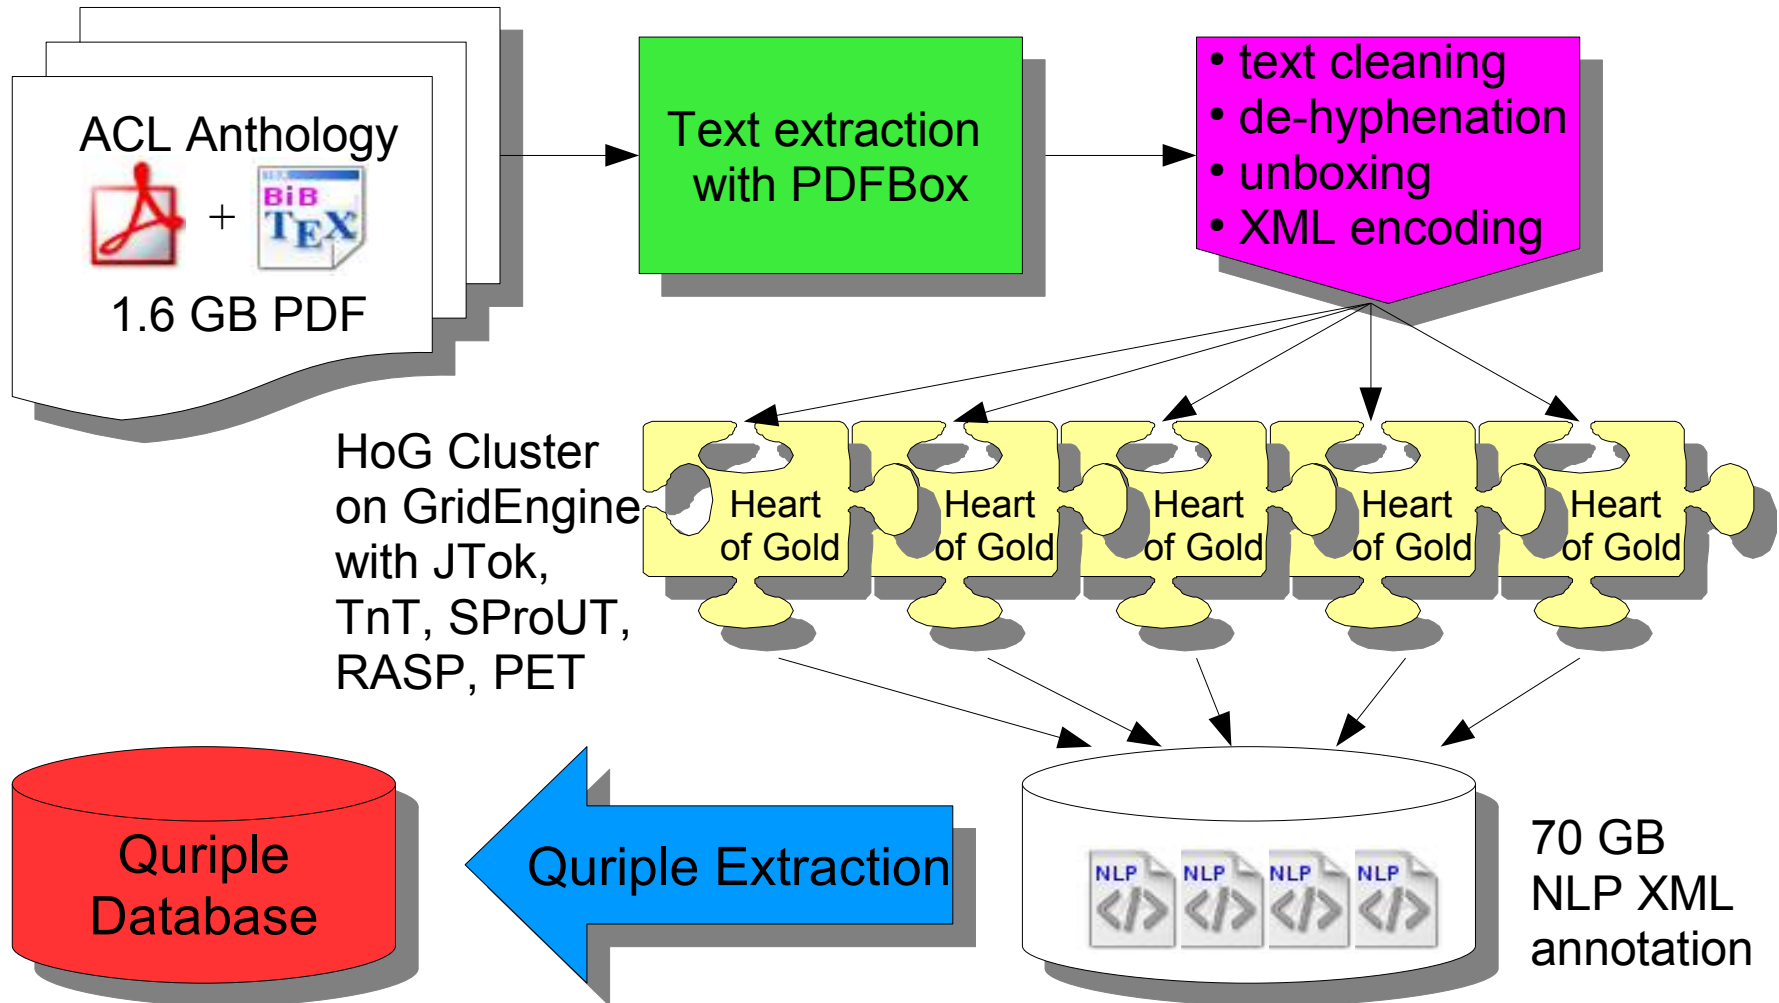 ACL Anthology
BiB
+
TEX
1.6 GB PDF
Text extraction
with PDFBox
• text cleaning
• de-hyphenation
• unboxing
• XML encoding
HoG Cluster
on GridEngine
with JTok,
TnT, SProUT,
RASP, PET
Heart
of Gold
Heart
of Gold
Heart
of Gold
Heart
of Gold
Heart
of Gold
Quriple
Database
Quriple Extraction
NLP
</>
NLP
</>
NLP
</>
NLP
</>
70 GB
NLP XML
annotation